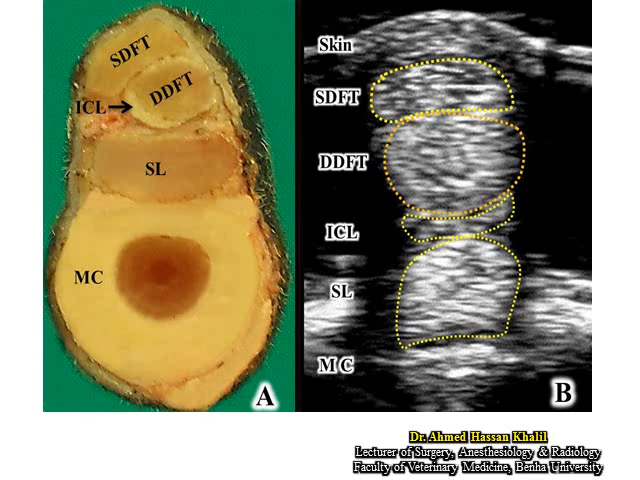 SDFT
DDFT
ICL
SL
MC
A
Skin
SDFT
DDFT
ICL
SL
M C
B
Dr. Ahmed Hassan Khalil
Lecturer of Surgery, Anesthesiology & Radiology
Faculty of Veterinary Medicine, Benha University